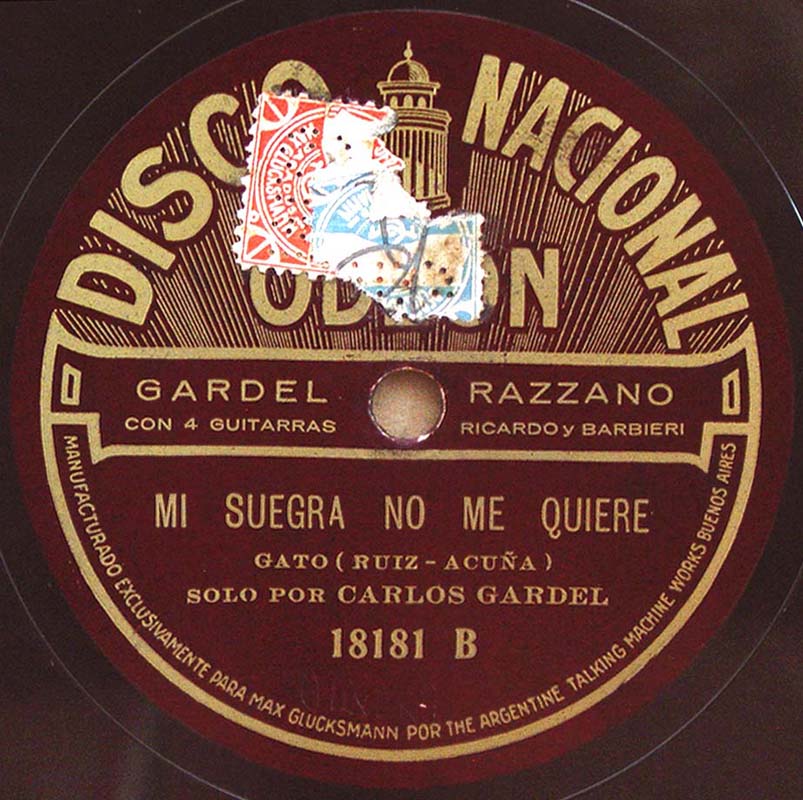 DISCO NACIONAL
ODEON
GARDEL RAZZANO
CON 4 GUITARRAS RICARDO y BARBIERI
MI SUEGRA NO ME QUIERE
GATO ( RUIZ - ACUÑA )
SOLO POR CARLOS GARDEL
18181 B
MANUFACTURADO EXCLUSIVAMENTE PARA MAX GLUCKSMANN POR THE ARGENTINE TALKING MACHINE WORKS BUENOS AIRES